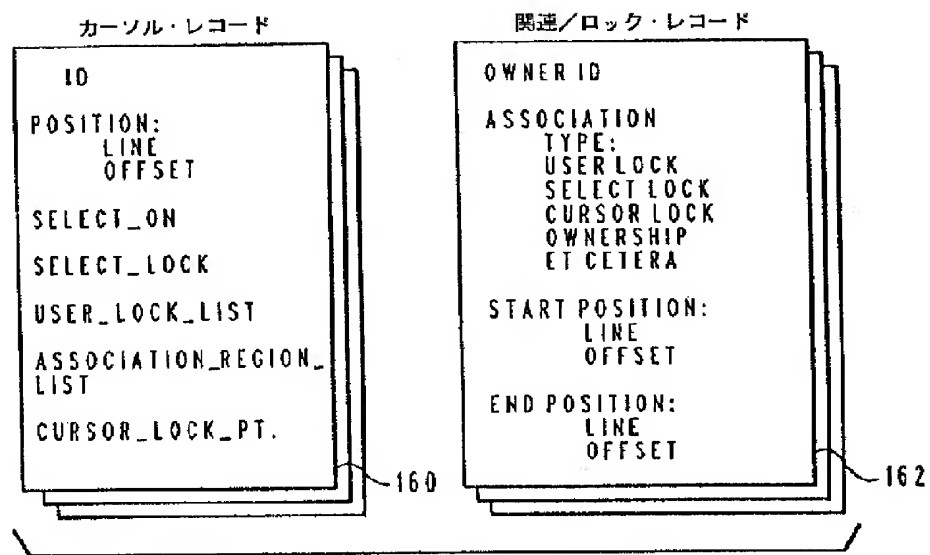 カーソル・レコード
ID
POSITION:
LINE
OFFSET
SELECT_ON
SELECT_LOCK
USER_LOCK_LIST
ASSOCIATION_REGION_
LIST
CURSOR_LOCK_PT.
160
関連/ロック・レコード
OWNER ID
ASSOCIATION
TYPE:
USER LOCK
SELECT LOCK
CURSOR LOCK
OWNERSHIP
ET CETERA
START POSITION:
LINE
OFFSET
END POSITION:
LINE
OFFSET
162